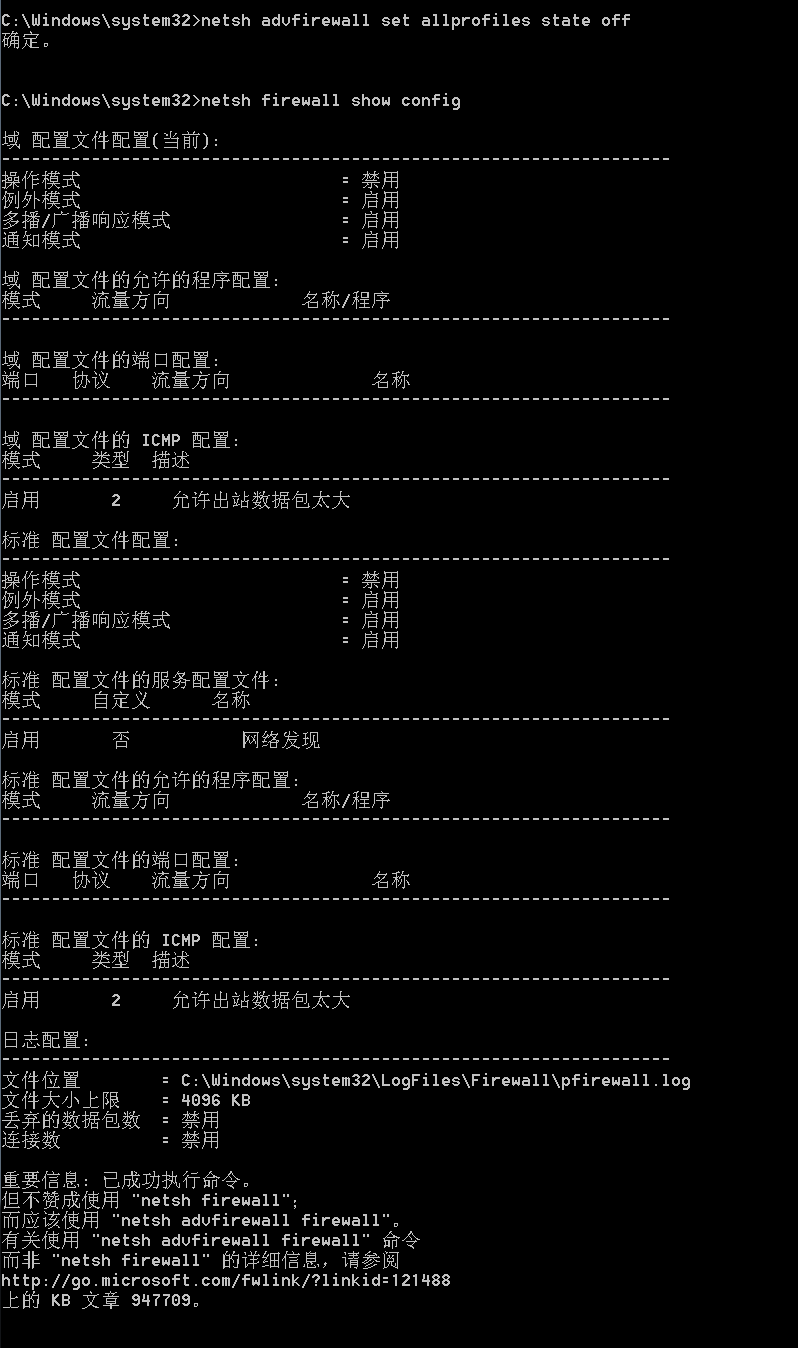 C:\Windows\system32>netsh advfirewall set allprofiles state off
确定。
C:\Windows\system32>netsh firewall show config
域 配置文件配置(当前):
-------------------------------------------------------------------
操作模式                          = 禁用
例外模式                          = 启用
多播/广播响应模式                 = 启用
通知模式                          = 启用
域 配置文件的允许的程序配置:
模式     流量方向             名称/程序
-------------------------------------------------------------------
域 配置文件的端口配置:
端口   协议    流量方向              名称
-------------------------------------------------------------------
域 配置文件的 ICMP 配置:
模式     类型  描述
-------------------------------------------------------------------
启用       2     允许出站数据包太大
标准 配置文件配置:
-------------------------------------------------------------------
操作模式                          = 禁用
例外模式                          = 启用
多播/广播响应模式                 = 启用
通知模式                          = 启用
标准 配置文件的服务配置文件:
模式     自定义      名称
-------------------------------------------------------------------
启用       否           网络发现
标准 配置文件的允许的程序配置:
模式     流量方向             名称/程序
-------------------------------------------------------------------
标准 配置文件的端口配置:
端口   协议    流量方向              名称
-------------------------------------------------------------------
标准 配置文件的 ICMP 配置:
模式     类型  描述
-------------------------------------------------------------------
启用       2     允许出站数据包太大
日志配置:
-------------------------------------------------------------------
文件位置        = C:\Windows\system32\LogFiles\Firewall\pfirewall.log
文件大小上限    = 4096 KB
丢弃的数据包数  = 禁用
连接数          = 禁用
重要信息: 已成功执行命令。
但不赞成使用 "netsh firewall";
而应该使用 "netsh advfirewall firewall"。
有关使用 "netsh advfirewall firewall" 命令
而非 "netsh firewall" 的详细信息，请参阅
http://go.microsoft.com/fwlink/?linkid=121488
上的 KB 文章 947709。